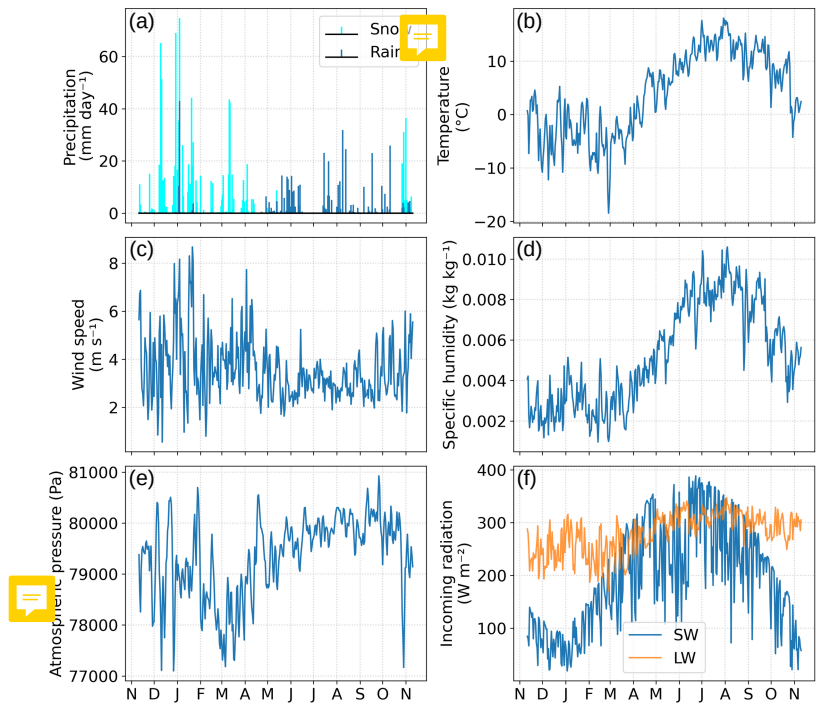 (a)
Snow
Rain
Precipitation
(mm day⁻¹)
60
40
20
0
(b)
Temperature
(°C)
10
0
−10
−20
(c)
Wind speed
(m s⁻¹)
8
6
4
2
(d)
Specific humidity (kg kg⁻¹)
0.010
0.008
0.006
0.004
0.002
(e)
Atmospheric pressure (Pa)
81000
80000
79000
78000
77000
N D J F M A M J J A S O N
(f)
Incoming radiation
(W m⁻²)
400
300
200
100
SW
LW
N D J F M A M J J A S O N